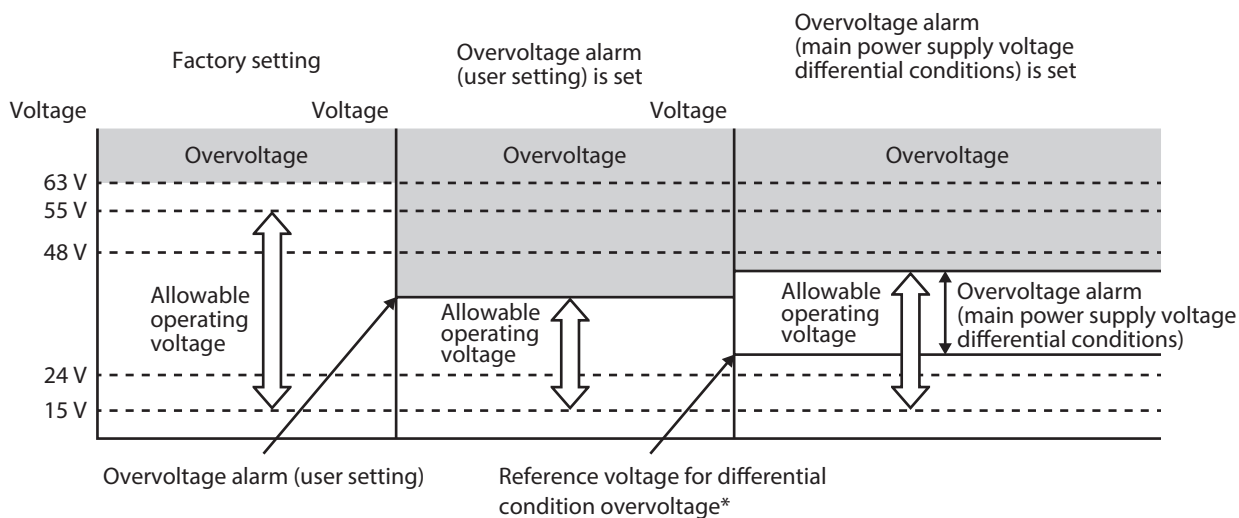 Factory setting
Overvoltage alarm
(user setting) is set
Overvoltage alarm
(main power supply voltage
differential conditions) is set
Voltage
Voltage
Voltage
Overvoltage
Overvoltage
Overvoltage
63 V
55 V
48 V
24 V
15 V
Allowable
operating
voltage
Allowable
operating
voltage
Allowable
operating
voltage
Overvoltage alarm
(main power supply voltage
differential conditions)
Overvoltage alarm (user setting)
Reference voltage for differential
condition overvoltage*